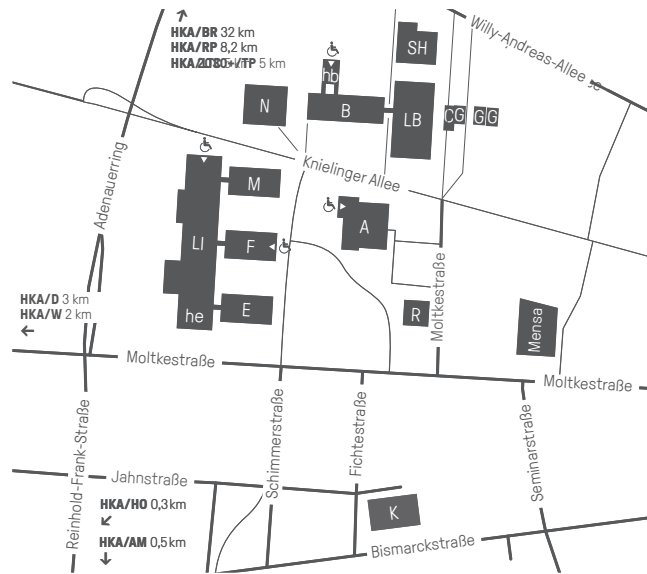 HKA/BR 32 km
HKA/RP 8,2 km
5 km
Willy-Andreas-Allee
SH
hb
N
B
LB
G
G
G
Knielinger Allee
Adenauerring
M
A
LI
F
HKA/D 3 km
HKA/W 2 km
he
E
R
Moltkestraße
Mensa
Moltkestraße
Moltkestraße
Reinhold-Frank-Straße
Schimmerstraße
Fichtestraße
Seminarstraße
Jahnstraße
HKA/HO 0,3 km
K
HKA/AM 0,5 km
Bismarckstraße